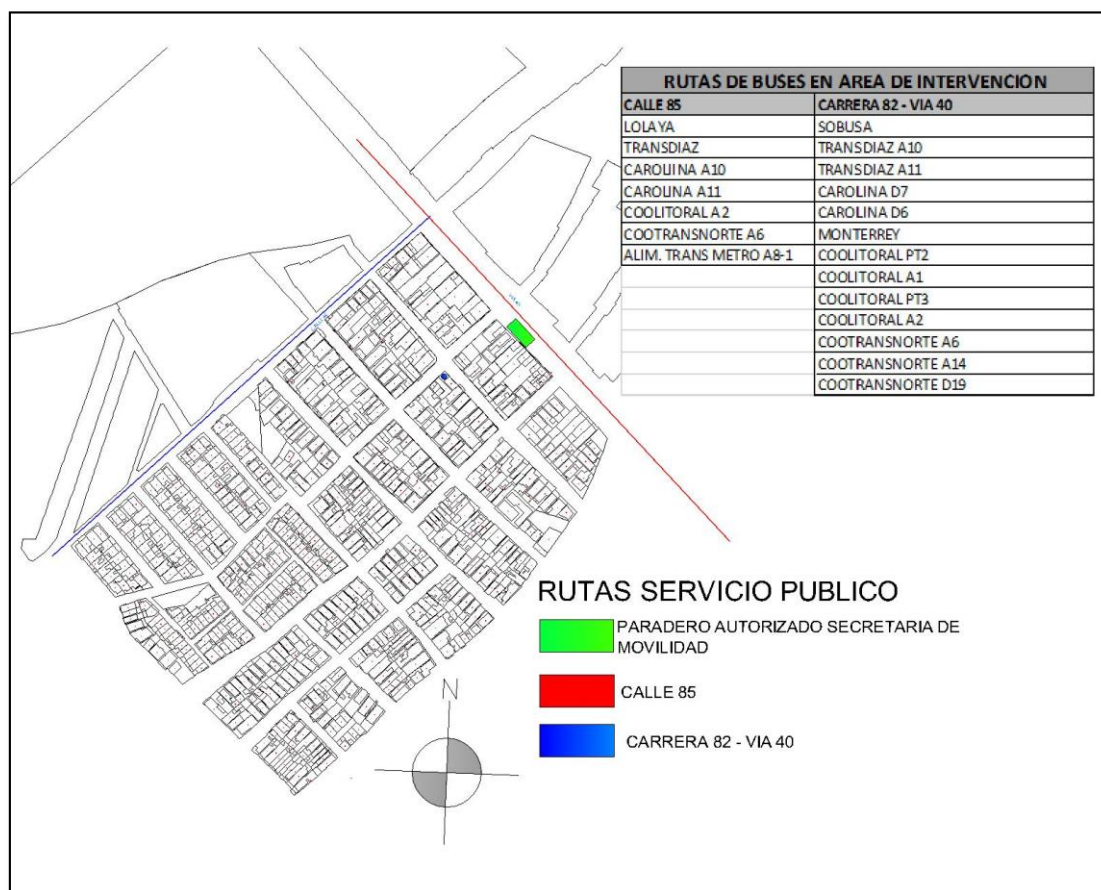 RUTAS DE BUSES EN AREA DE INTERVENCION
CALLE 85 CARRERA 82 - VIA 40
LOLAYA SOBUSA
TRANSDIAZ TRANSDIAZ A10
CAROLINA A10 TRANSDIAZ A11
CAROLINA A11 CAROLINA D7
COOLITORAL A2 CAROLINA D6
COOTRANSNORTE A6 MONTERREY
ALIM. TRANS METRO A8-1 COOLITORAL PT2
COOLITORAL A1
COOLITORAL PT3
COOLITORAL A2
COOTRANSNORTE A6
COOTRANSNORTE A14
COOTRANSNORTE D19
RUTAS SERVICIO PUBLICO
PARADERO AUTORIZADO SECRETARIA DE
MOVILIDAD
CALLE 85
CARRERA 82 - VIA 40
N